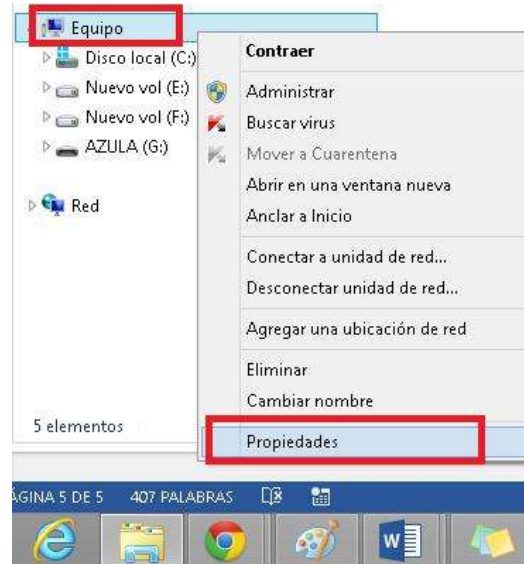 Equipo
Disco local (C:)
Nuevo vol (E:)
Nuevo vol (F:)
AZULA (G:)
Red
5 elementos
Contraer
Administrar
Buscar virus
Mover a Cuarentena
Abrir en una ventana nueva
Anclar a Inicio
Conectar a unidad de red...
Desconectar unidad de red...
Agregar una ubicación de red
Eliminar
Cambiar nombre
Propiedades
ÁGINA 5 DE 5 407 PALABRAS